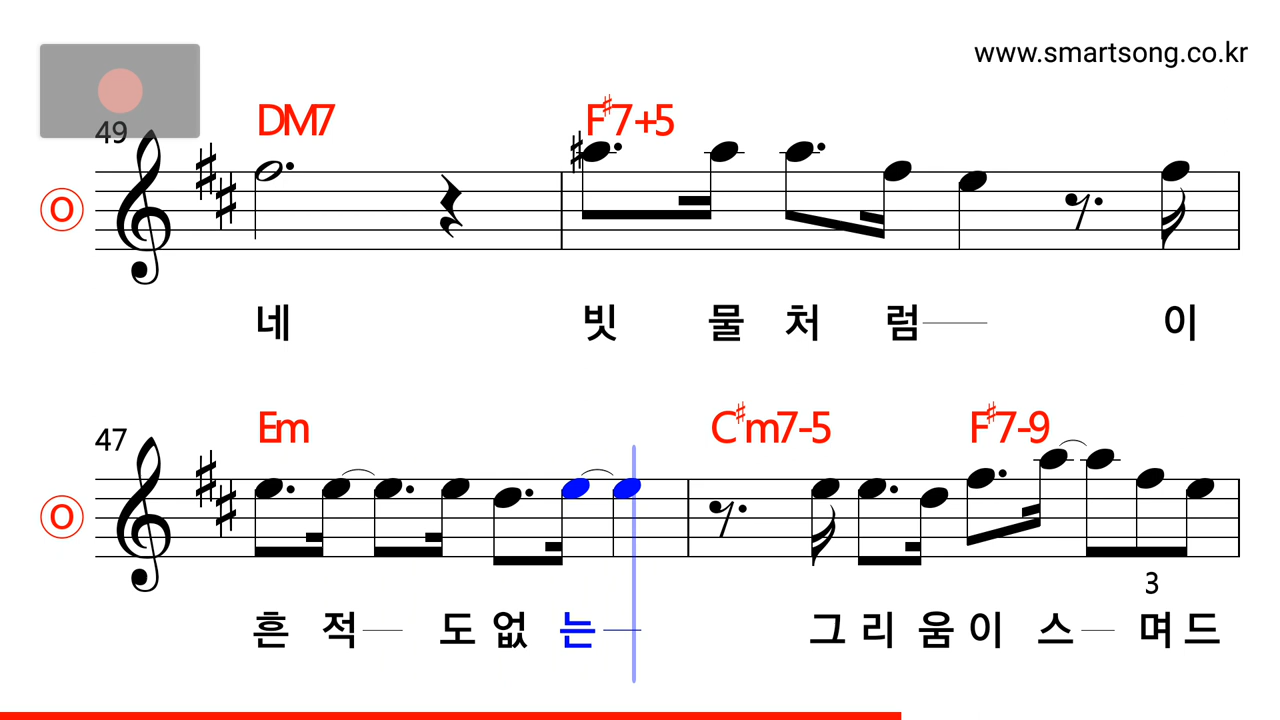 www.smartsong.co.kr
49
DM7 F♯7+5
O
네 빗 물 처 럼 이
47
Em C♯m7-5 F♯7-9
O
3
흔 적 도 없 는 그 리 움 이 스 며 드